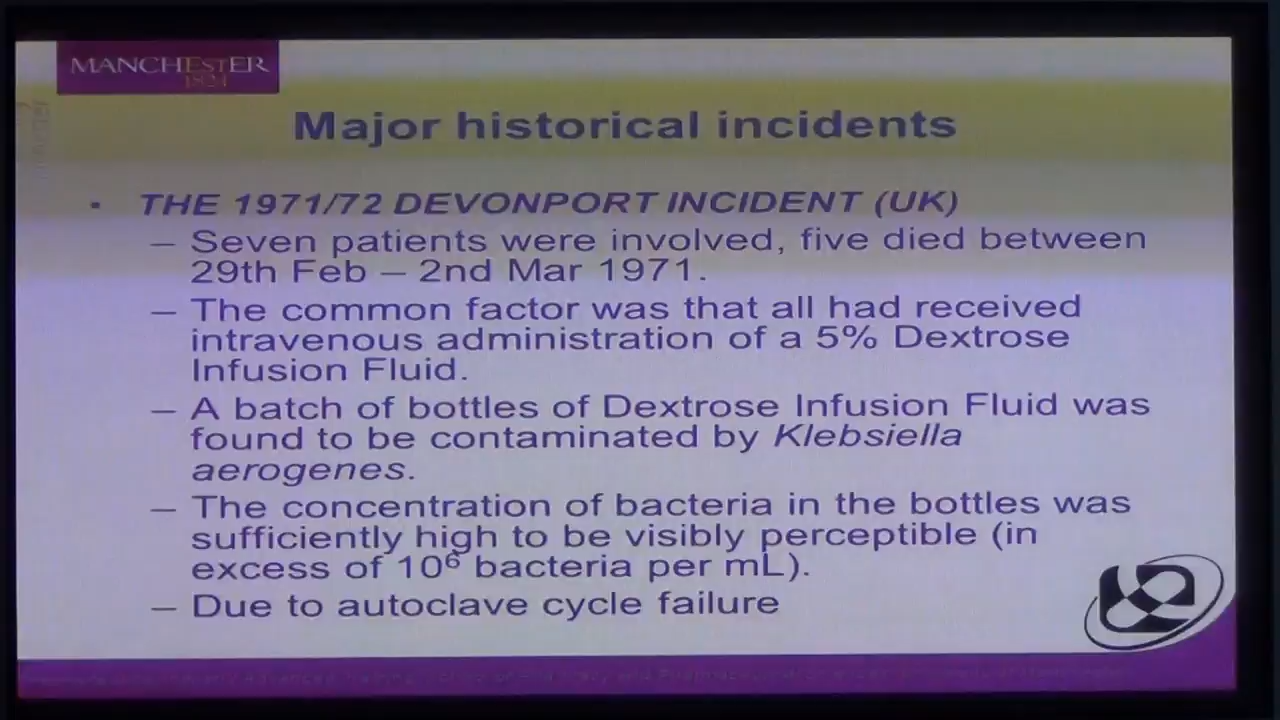 MANCHESTER
1824
Major historical incidents
• THE 1971/72 DEVONPORT INCIDENT (UK)
– Seven patients were involved, five died between
29th Feb – 2nd Mar 1971.
– The common factor was that all had received
intravenous administration of a 5% Dextrose
Infusion Fluid.
– A batch of bottles of Dextrose Infusion Fluid was
found to be contaminated by Klebsiella
aerogenes.
– The concentration of bacteria in the bottles was
sufficiently high to be visibly perceptible (in
excess of 10⁶ bacteria per mL).
– Due to autoclave cycle failure